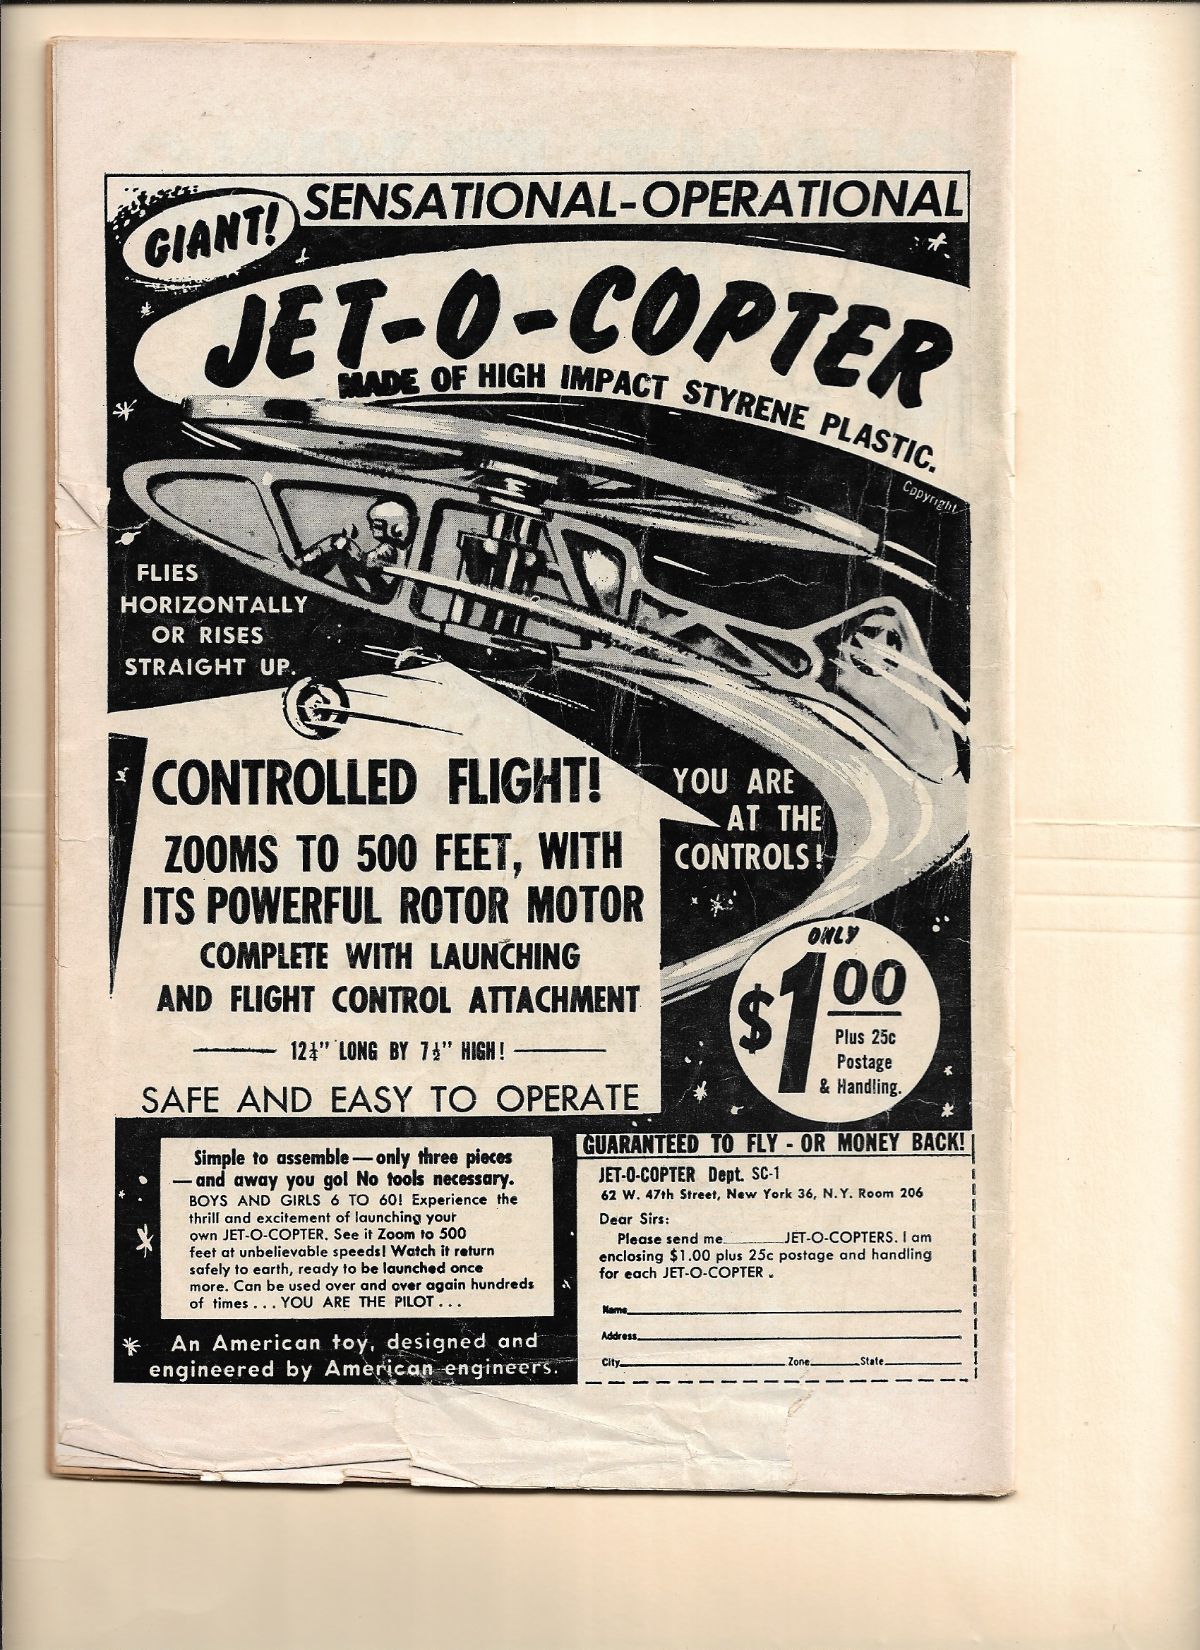 GIANT!
SENSATIONAL-OPERATIONAL
JET-O-COPTER
MADE OF HIGH IMPACT STYRENE PLASTIC.
Copyright
FLIES
HORIZONTALLY
OR RISES
STRAIGHT UP.
CONTROLLED FLIGHT!
ZOOMS TO 500 FEET, WITH
ITS POWERFUL ROTOR MOTOR
COMPLETE WITH LAUNCHING
AND FLIGHT CONTROL ATTACHMENT
12¼" LONG BY 7½" HIGH!
SAFE AND EASY TO OPERATE
YOU ARE
AT THE
CONTROLS!
ONLY
$1 00
Plus 25c
Postage
& Handling.
Simple to assemble—only three pieces
—and away you go! No tools necessary.
BOYS AND GIRLS 6 TO 60! Experience the
thrill and excitement of launching your
own JET-O-COPTER. See it Zoom to 500
feet at unbelievable speeds! Watch it return
safely to earth, ready to be launched once
more. Can be used over and over again hundreds
of times . . . YOU ARE THE PILOT . . .
An American toy, designed and
engineered by American engineers.
GUARANTEED TO FLY - OR MONEY BACK!
JET-O-COPTER Dept. SC-1
62 W. 47th Street, New York 36, N.Y. Room 206
Dear Sirs:
Please send me________JET-O-COPTERS. I am
enclosing $1.00 plus 25c postage and handling
for each JET-O-COPTER .
Name
Address
City Zone State